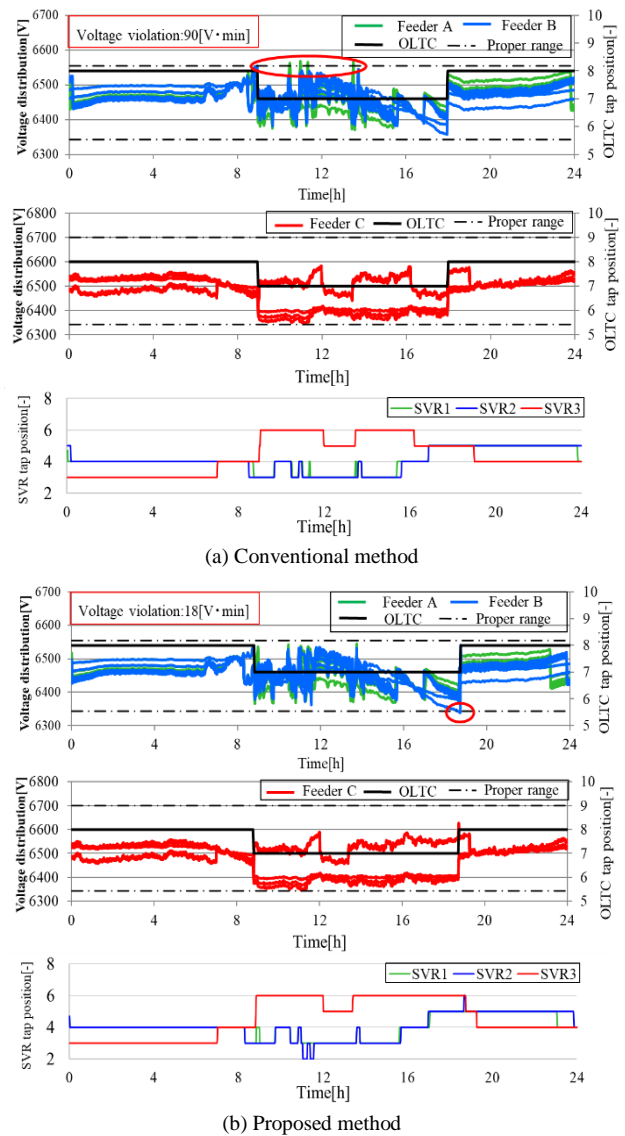 Voltage violation:90[V・min]
Feeder A Feeder B
OLTC Proper range
Voltage distribution[V]
6700
6600
6500
6400
6300
OLTC tap position[-]
10
9
8
7
6
5
0 4 8 12 16 20 24
Time[h]
Feeder C OLTC Proper range
Voltage distribution[V]
6800
6700
6600
6500
6400
6300
OLTC tap position[-]
10
9
8
7
6
5
0 4 8 12 16 20 24
Time[h]
SVR1 SVR2 SVR3
SVR tap position[-]
8
6
4
2
0 4 8 12 16 20 24
Time[h]
(a) Conventional method
Voltage violation:18[V・min]
Feeder A Feeder B
OLTC Proper range
Voltage distribution[V]
6700
6600
6500
6400
6300
OLTC tap position[-]
10
9
8
7
6
5
0 4 8 12 16 20 24
Time[h]
Feeder C OLTC Proper range
Voltage distribution[V]
6800
6700
6600
6500
6400
6300
OLTC tap position[-]
10
9
8
7
6
5
0 4 8 12 16 20 24
Time[h]
SVR1 SVR2 SVR3
SVR tap position[-]
8
6
4
2
0 4 8 12 16 20 24
Time[h]
(b) Proposed method